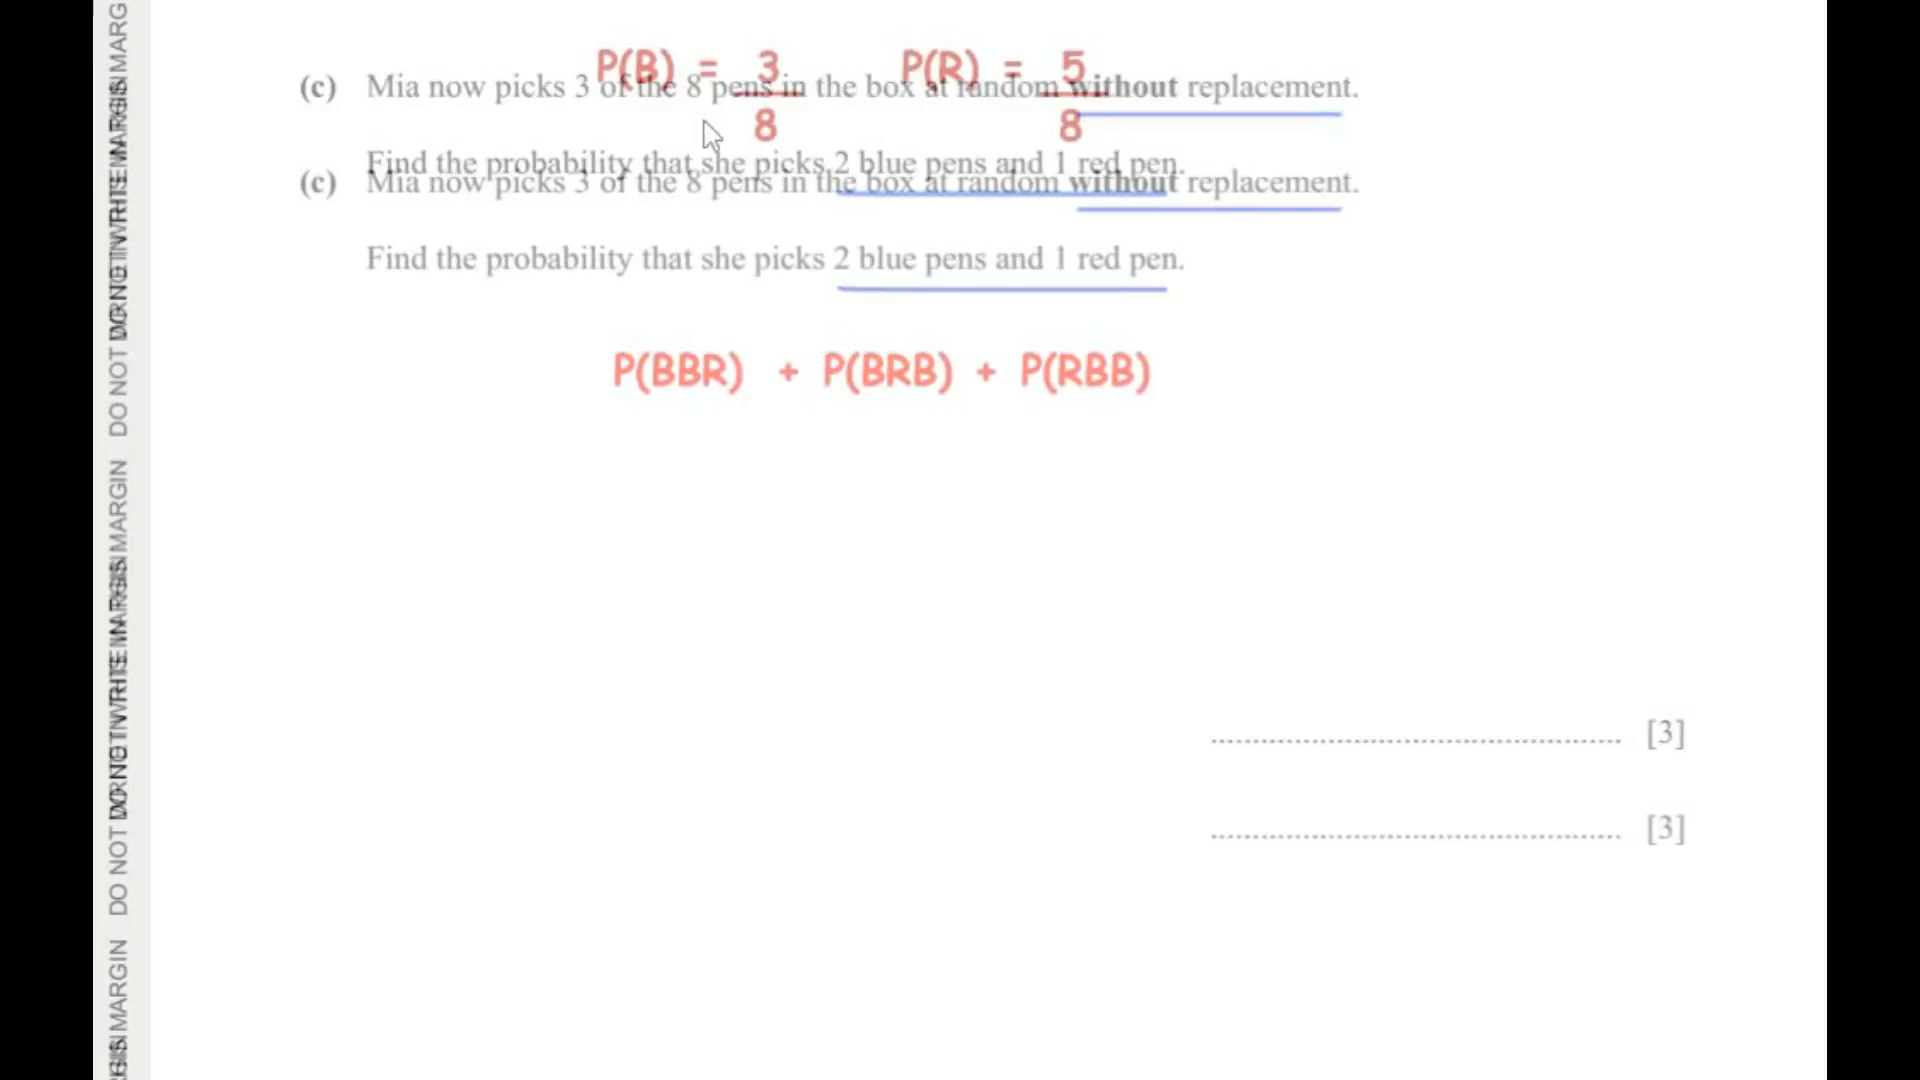 P(B) = 3/8 P(R) = 5/8
(c) Mia now picks 3 of the 8 pens in the box at random without replacement.
Find the probability that she picks 2 blue pens and 1 red pen.
(c) Mia now picks 3 of the 8 pens in the box at random without replacement.
Find the probability that she picks 2 blue pens and 1 red pen.
P(BBR) + P(BRB) + P(RBB)
[3]
[3]
DO NOT WRITE IN THIS MARGIN
DO NOT WRITE IN THIS MARGIN